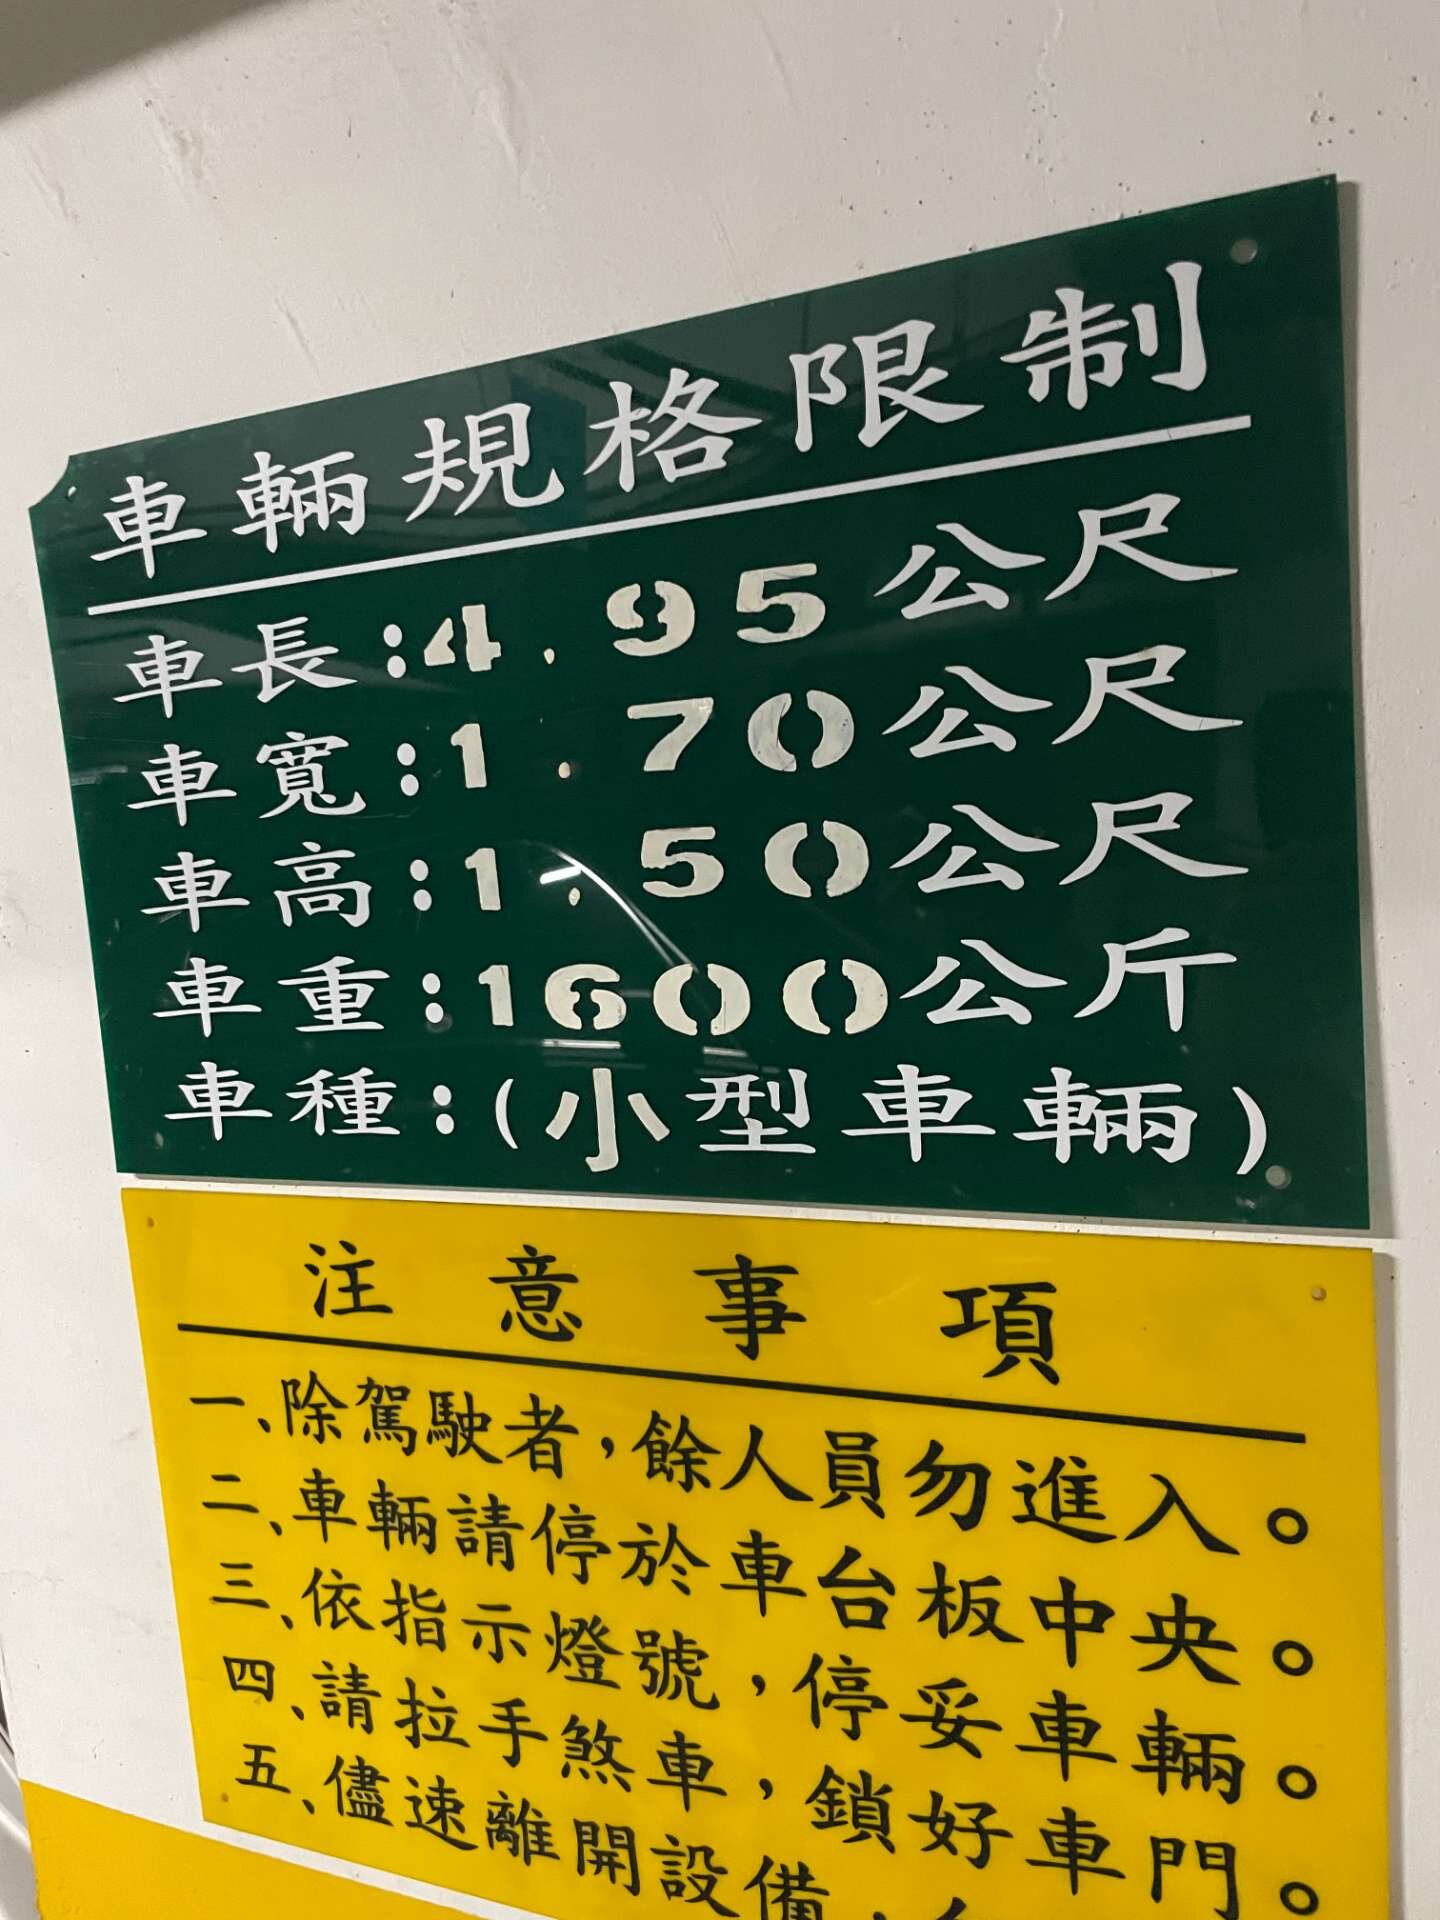 車輛規格限制
車長:4.95公尺
車寬:1.70公尺
車高:1.50公尺
車重:1600公斤
車種:(小型車輛)
注意事項
一、除駕駛者,餘人員勿進入。
二、車輛請停於車台板中央。
三、依指示燈號,停妥車輛。
四、請拉手煞車,鎖好車門。
五、儘速離開設備,